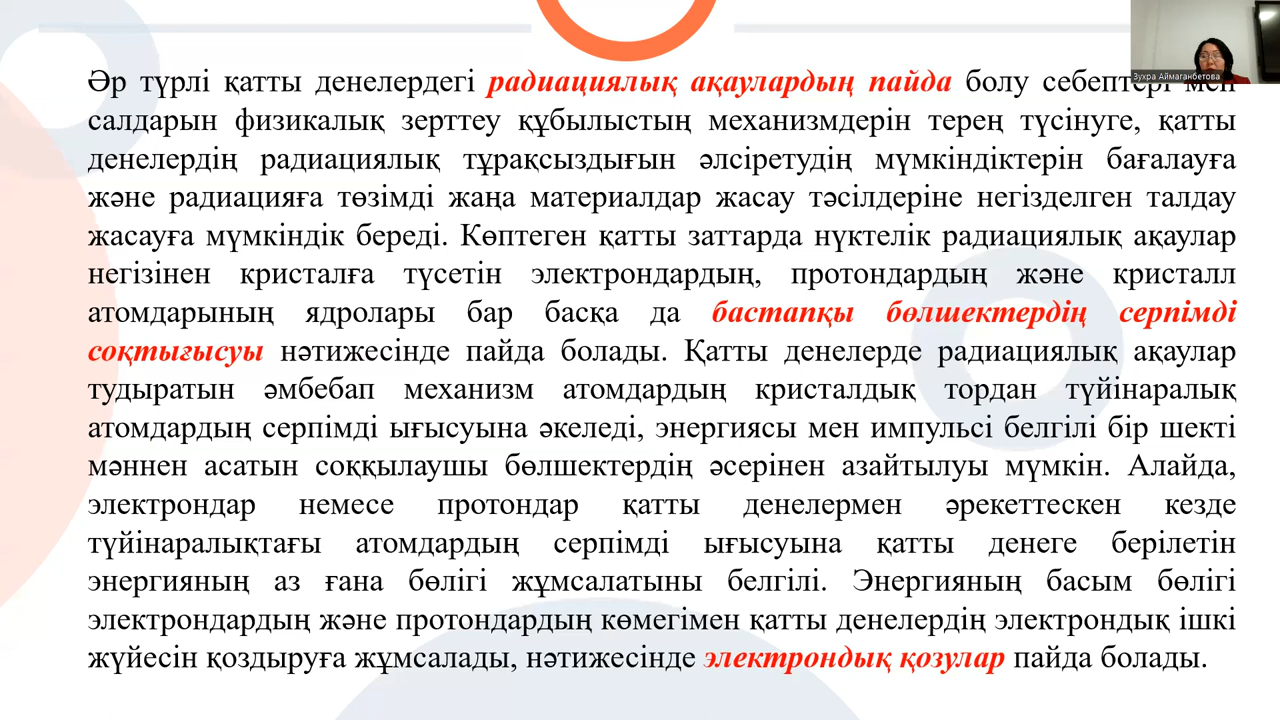 Әр түрлі қатты денелердегі радиациялық ақаулардың пайда болу себептері мен
салдарын физикалық зерттеу құбылыстың механизмдерін терең түсінуге, қатты
денелердің радиациялық тұрақсыздығын әлсіретудің мүмкіндіктерін бағалауға
және радиацияға төзімді жаңа материалдар жасау тәсілдеріне негізделген талдау
жасауға мүмкіндік береді. Көптеген қатты заттарда нүктелік радиациялық ақаулар
негізінен кристалға түсетін электрондардың, протондардың және кристалл
атомдарының ядролары бар басқа да бастапқы бөлшектердің серпімді
соқтығысуы нәтижесінде пайда болады. Қатты денелерде радиациялық ақаулар
тудыратын әмбебап механизм атомдардың кристалдық тордан түйінаралық
атомдардың серпімді ығысуына әкеледі, энергиясы мен импульсі белгілі бір шекті
мәннен асатын соққылаушы бөлшектердің әсерінен азайтылуы мүмкін. Алайда,
электрондар немесе протондар қатты денелермен әрекеттескен кезде
түйінаралықтағы атомдардың серпімді ығысуына қатты денеге берілетін
энергияның аз ғана бөлігі жұмсалатыны белгілі. Энергияның басым бөлігі
электрондардың және протондардың көмегімен қатты денелердің электрондық ішкі
жүйесін қоздыруға жұмсалады, нәтижесінде электрондық қозулар пайда болады.
Зухра Аймаганбетова